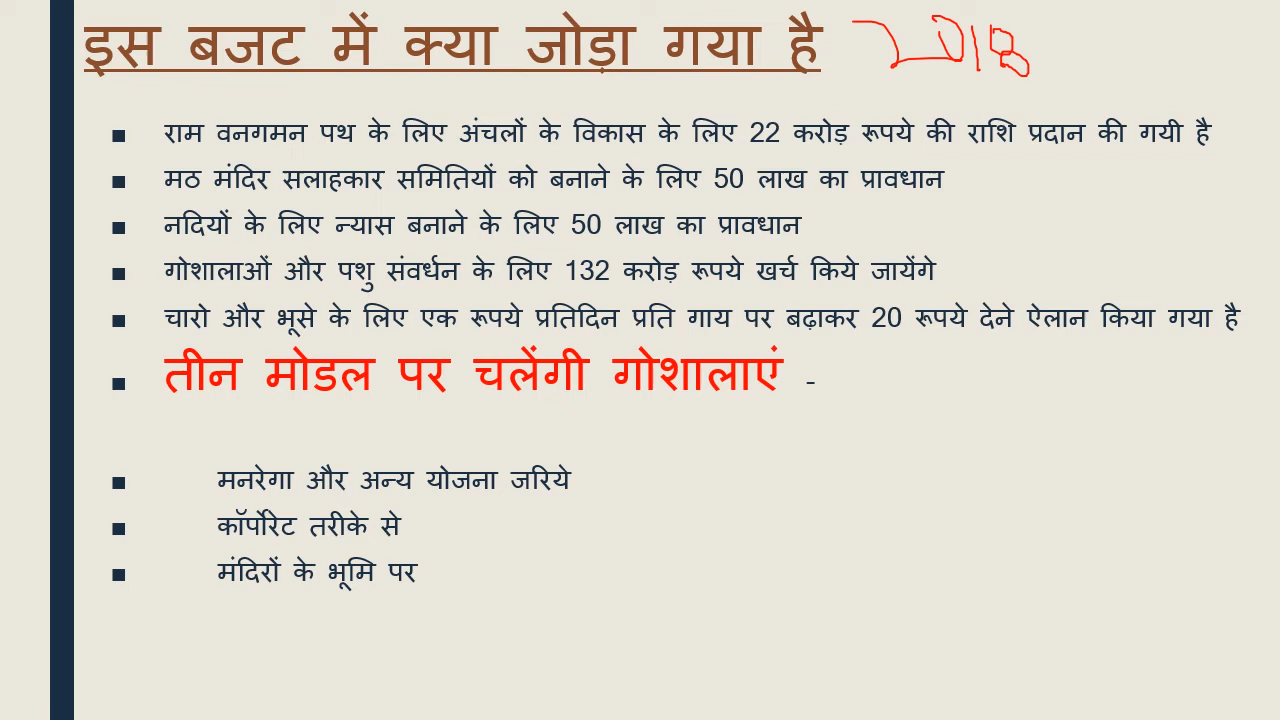 इस बजट में क्या जोड़ा गया है 2018
■ राम वनगमन पथ के लिए अंचलों के विकास के लिए 22 करोड़ रूपये की राशि प्रदान की गयी है
■ मठ मंदिर सलाहकार समितियों को बनाने के लिए 50 लाख का प्रावधान
■ नदियों के लिए न्यास बनाने के लिए 50 लाख का प्रावधान
■ गोशालाओं और पशु संवर्धन के लिए 132 करोड़ रूपये खर्च किये जायेंगे
■ चारो और भूसे के लिए एक रूपये प्रतिदिन प्रति गाय पर बढ़ाकर 20 रूपये देने ऐलान किया गया है
■ तीन मोडल पर चलेंगी गोशालाएं -
■ मनरेगा और अन्य योजना जरिये
■ कॉर्पोरेट तरीके से
■ मंदिरों के भूमि पर